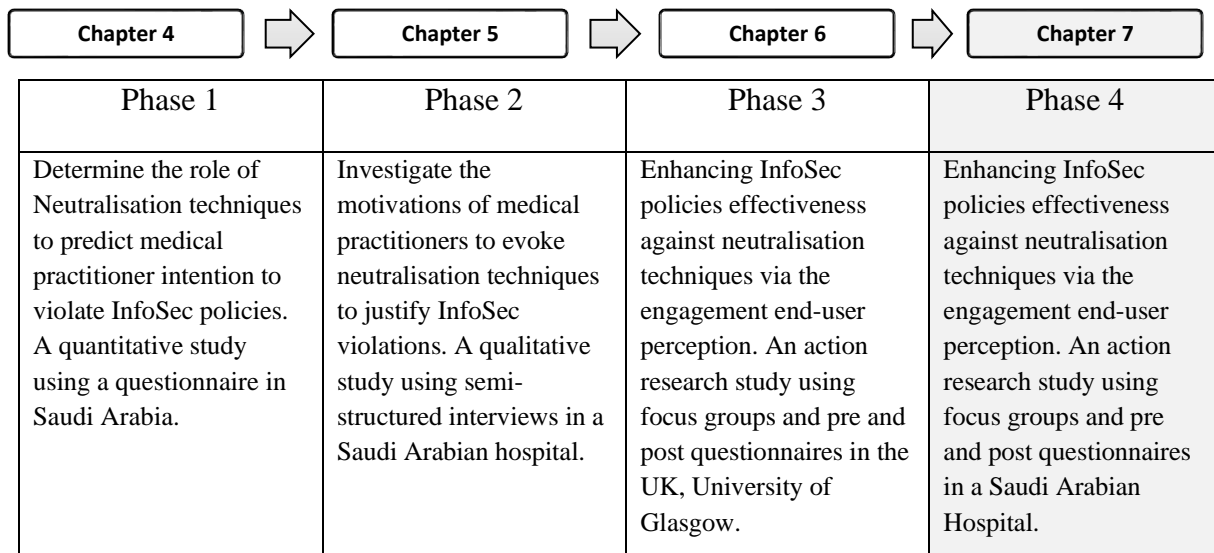 Chapter 4
Chapter 5
Chapter 6
Chapter 7
Phase 1
Phase 2
Phase 3
Phase 4
Determine the role of
Neutralisation techniques
to predict medical
practitioner intention to
violate InfoSec policies.
A quantitative study
using a questionnaire in
Saudi Arabia.
Investigate the
motivations of medical
practitioners to evoke
neutralisation techniques
to justify InfoSec
violations. A qualitative
study using semi-
structured interviews in a
Saudi Arabian hospital.
Enhancing InfoSec
policies effectiveness
against neutralisation
techniques via the
engagement end-user
perception. An action
research study using
focus groups and pre and
post questionnaires in the
UK, University of
Glasgow.
Enhancing InfoSec
policies effectiveness
against neutralisation
techniques via the
engagement end-user
perception. An action
research study using
focus groups and pre
and post questionnaires
in a Saudi Arabian
Hospital.